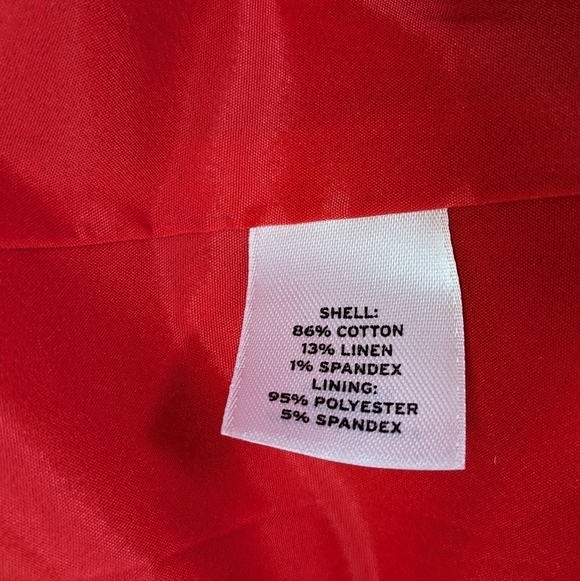 SHELL:
86% COTTON
13% LINEN
1% SPANDEX
LINING:
95% POLYESTER
5% SPANDEX